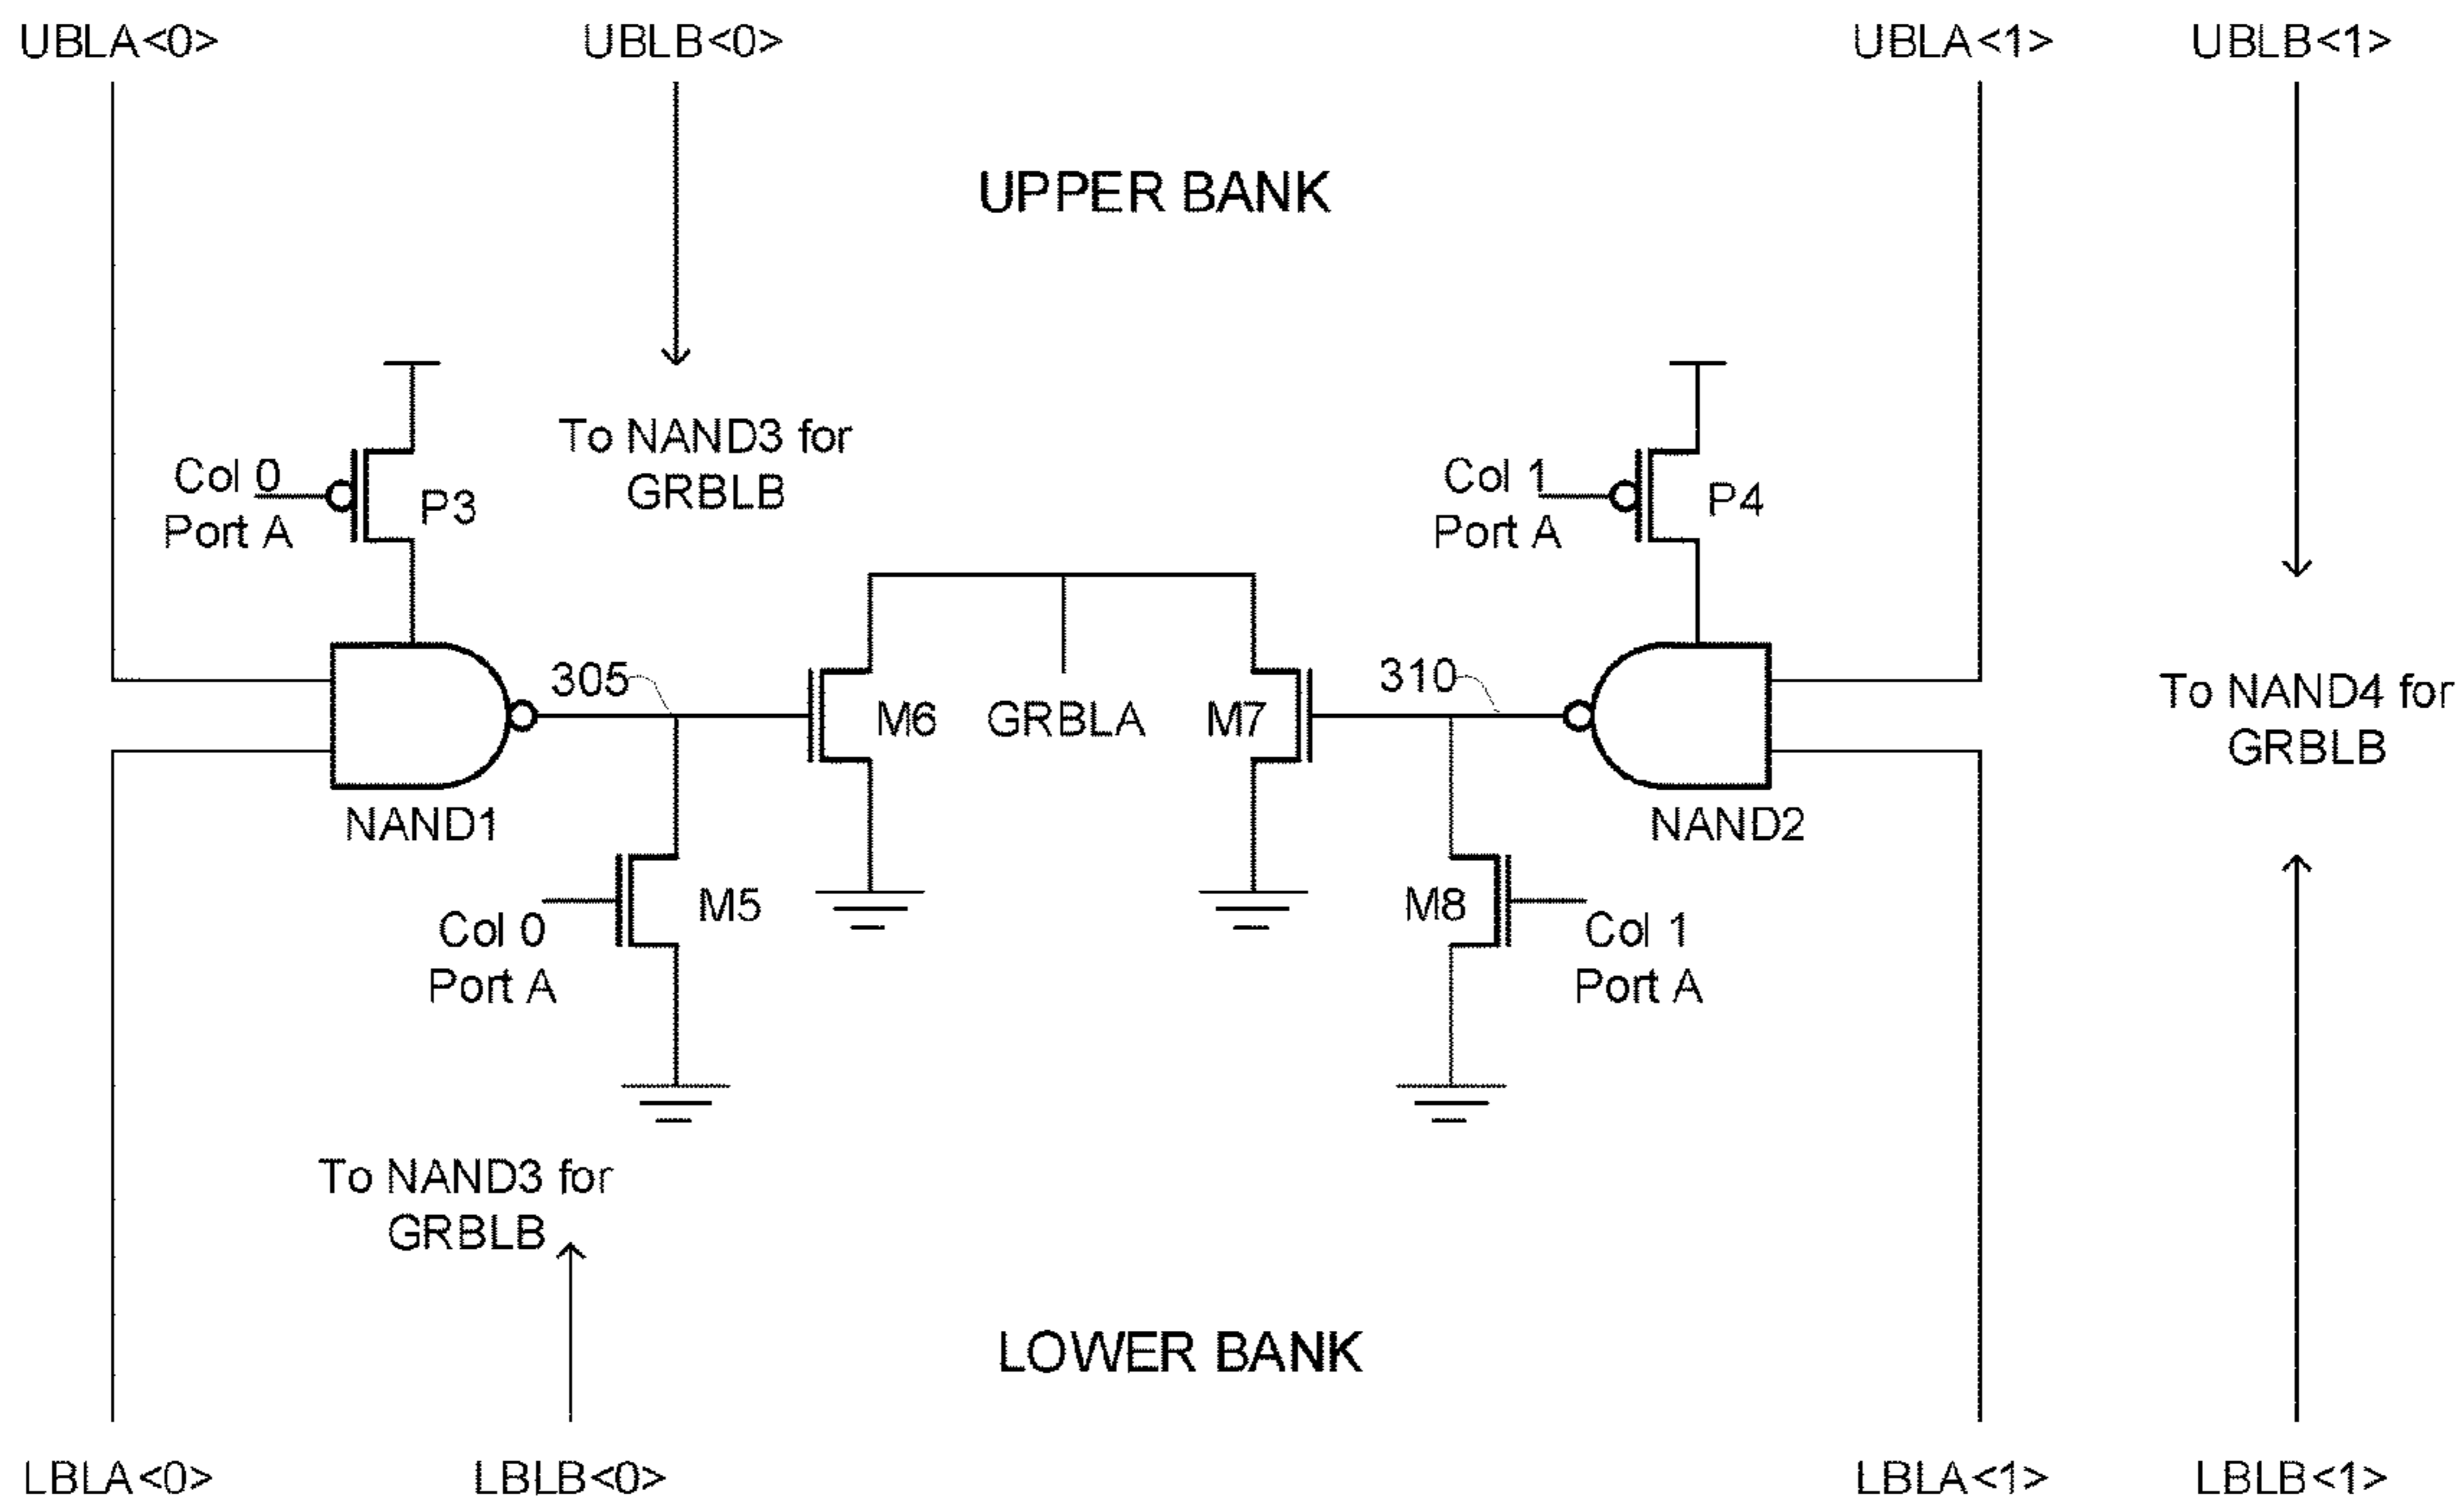 UBLA<0>
UBLB<0>
UBLA<1>
UBLB<1>
UPPER BANK
To NAND3 for
GRBLB
Col 0
Port A
P3
Col 1
Port A
P4
305
310
M6
GRBLA
M7
To NAND4 for
GRBLB
NAND1
NAND2
M5
Col 0
Port A
M8
Col 1
Port A
To NAND3 for
GRBLB
LOWER BANK
LBLA<0>
LBLB<0>
LBLA<1>
LBLB<1>